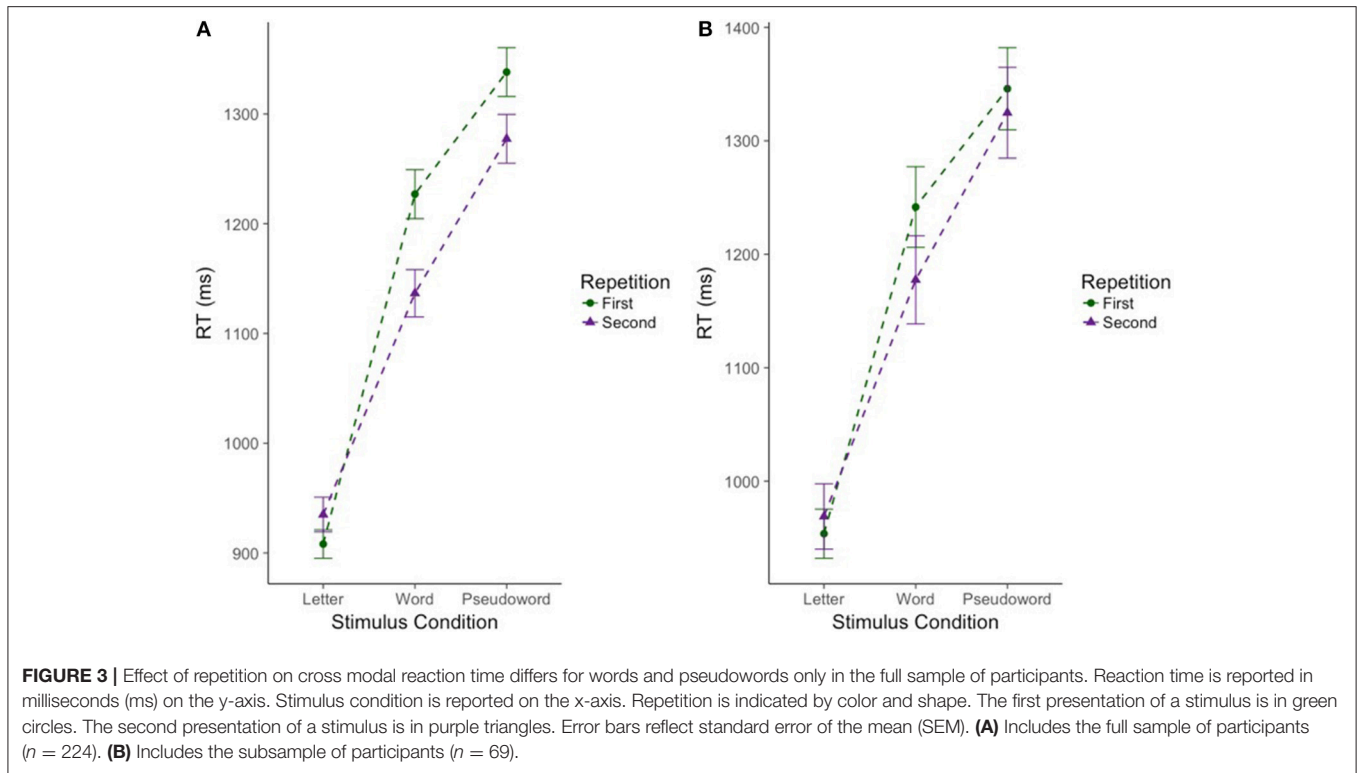 A
1300
1200
1100
1000
900
RT (ms)
Letter Word Pseudoword
Stimulus Condition
Repetition
First
Second
B
1400
1300
1200
1100
1000
RT (ms)
Letter Word Pseudoword
Stimulus Condition
Repetition
First
Second
FIGURE 3 | Effect of repetition on cross modal reaction time differs for words and pseudowords only in the full sample of participants. Reaction time is reported in
milliseconds (ms) on the y-axis. Stimulus condition is reported on the x-axis. Repetition is indicated by color and shape. The first presentation of a stimulus is in green
circles. The second presentation of a stimulus is in purple triangles. Error bars reflect standard error of the mean (SEM). (A) Includes the full sample of participants
(n = 224). (B) Includes the subsample of participants (n = 69).